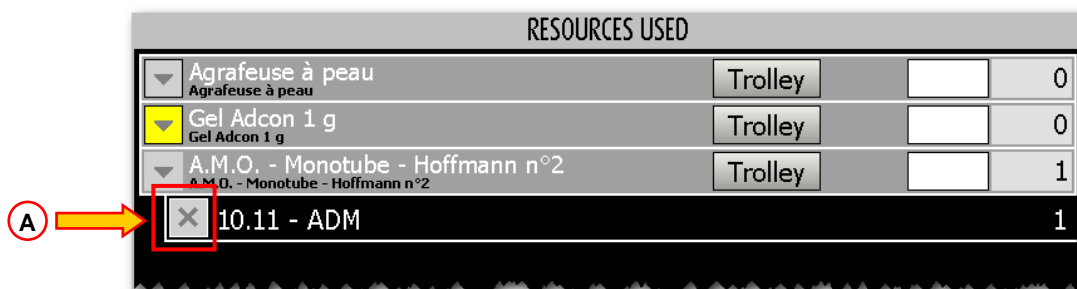 RESOURCES USED
Agrafeuse à peau
Agrafeuse à peau
Trolley
0
Gel Adcon 1 g
Gel Adcon 1 g
Trolley
0
A.M.O. - Monotube - Hoffmann n°2
A.M.O. - Monotube - Hoffmann n°2
Trolley
1
A
10.11 - ADM
1